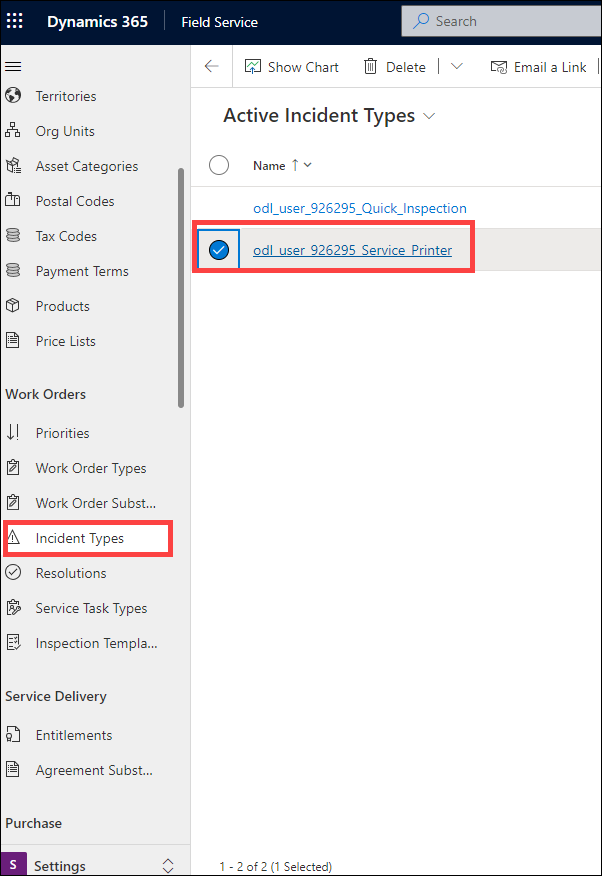 Dynamics 365
Field Service
Search
Show Chart
Delete
Email a Link
Active Incident Types
Name
odl_user_926295_Quick_Inspection
odl_user_926295_Service_Printer
1 - 2 of 2 (1 Selected)
Territories
Org Units
Asset Categories
Postal Codes
Tax Codes
Payment Terms
Products
Price Lists
Work Orders
Priorities
Work Order Types
Work Order Subst...
Incident Types
Resolutions
Service Task Types
Inspection Templa...
Service Delivery
Entitlements
Agreement Subst...
Purchase
S
Settings